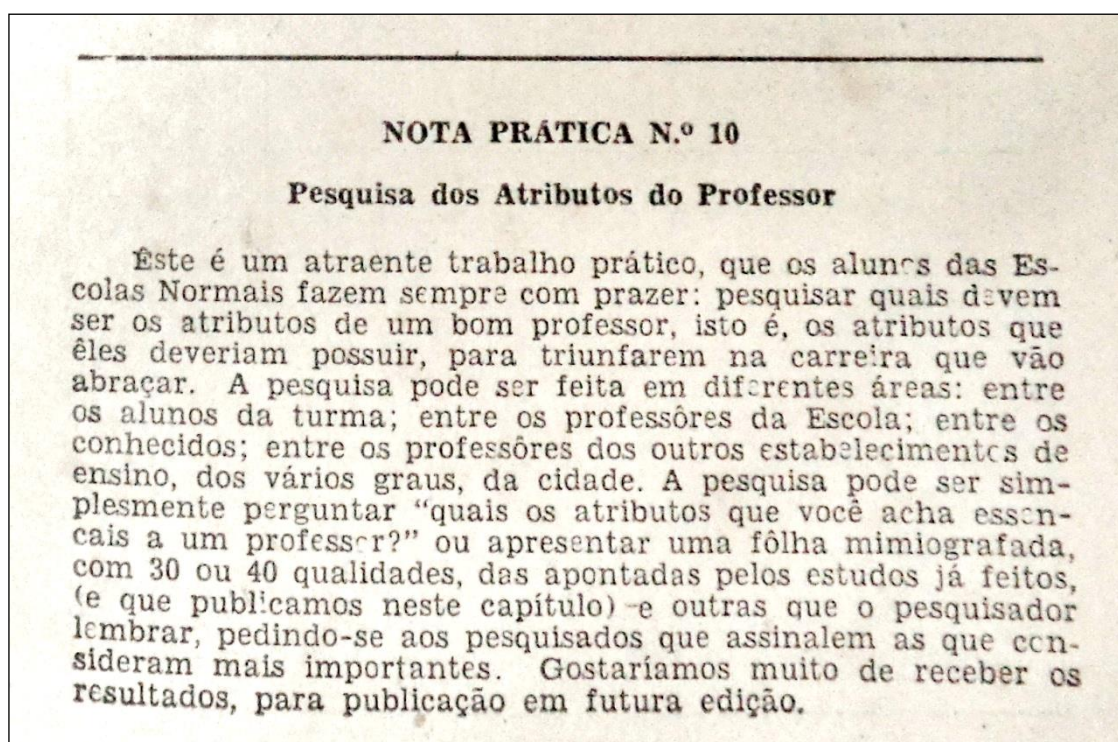 NOTA PRÁTICA N.º 10
Pesquisa dos Atributos do Professor
Êste é um atraente trabalho prático, que os alunos das Es-
colas Normais fazem sempre com prazer: pesquisar quais devem
ser os atributos de um bom professor, isto é, os atributos que
êles deveriam possuir, para triunfarem na carreira que vão
abraçar. A pesquisa pode ser feita em diferentes áreas: entre
os alunos da turma; entre os professôres da Escola; entre os
conhecidos; entre os professôres dos outros estabelecimentos de
ensino, dos vários graus, da cidade. A pesquisa pode ser sim-
plesmente perguntar “quais os atributos que você acha essen-
cais a um professor?” ou apresentar uma fôlha mimiografada,
com 30 ou 40 qualidades, das apontadas pelos estudos já feitos,
(e que publicamos neste capítulo) e outras que o pesquisador
lembrar, pedindo-se aos pesquisados que assinalem as que con-
sideram mais importantes. Gostaríamos muito de receber os
resultados, para publicação em futura edição.